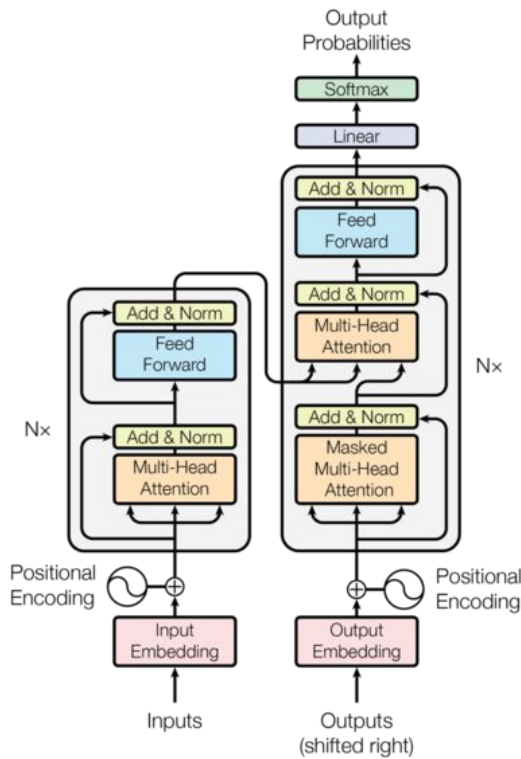 Output
Probabilities
Softmax
Linear
Add & Norm
Feed
Forward
Add & Norm
Multi-Head
Attention
Add & Norm
Masked
Multi-Head
Attention
N×
Add & Norm
Feed
Forward
Add & Norm
Multi-Head
Attention
N×
Positional
Encoding
Positional
Encoding
Input
Embedding
Output
Embedding
Inputs
Outputs
(shifted right)